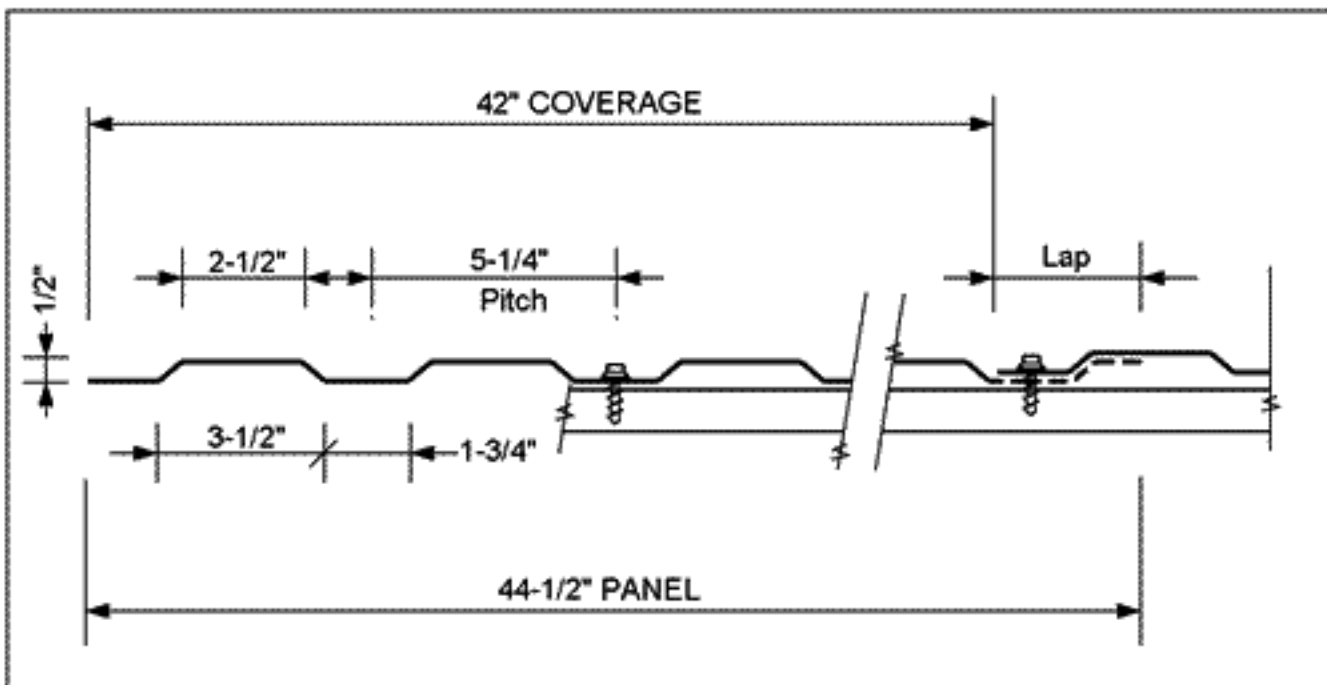 42" COVERAGE
2-1/2"
5-1/4"
Pitch
Lap
1/2"
3-1/2"
1-3/4"
44-1/2" PANEL